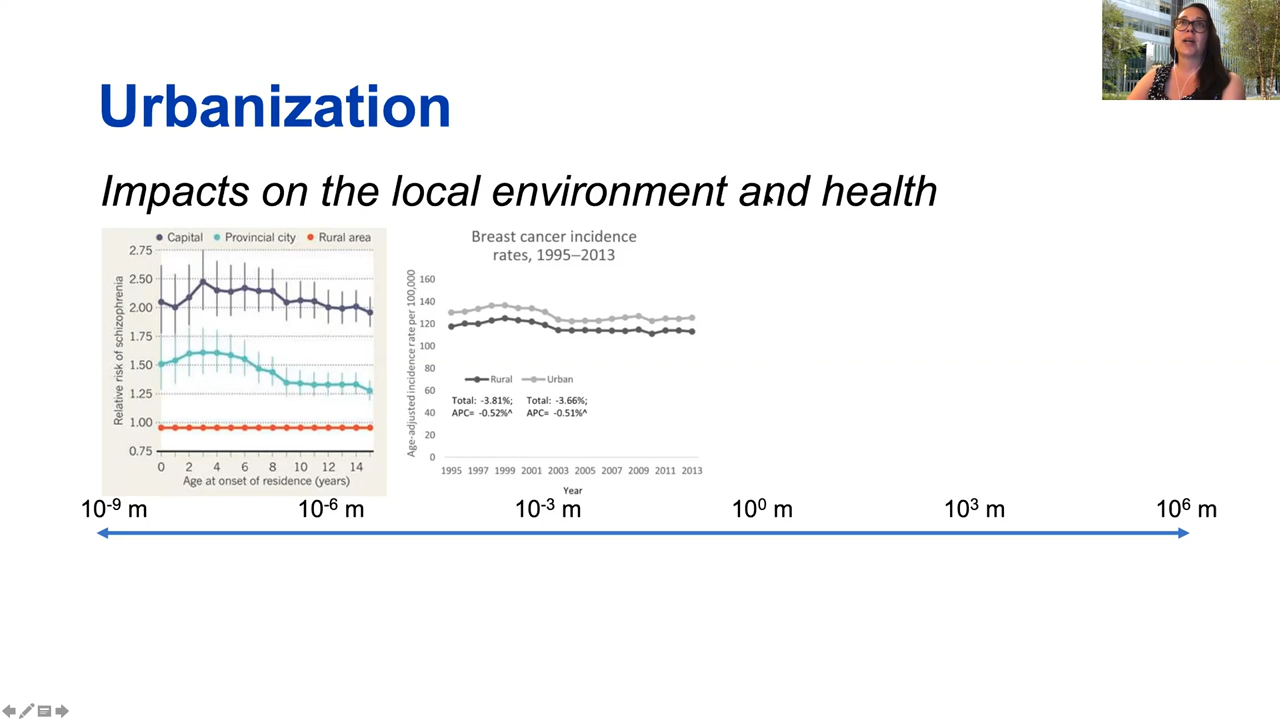 Urbanization
Impacts on the local environment and health
Capital Provincial city Rural area
Relative risk of schizophrenia
2.75
2.50
2.00
1.75
1.50
1.25
1.00
0.75
0 2 4 6 8 10 12 14
Age at onset of residence (years)
Breast cancer incidence
rates, 1995–2013
Age-adjusted incidence rate per 100,000
160
140
120
100
80
60
40
20
0
Rural Urban
Total: -3.81%; Total: -3.66%;
APC= -0.52%^ APC= -0.51%^
1995 1997 1999 2001 2003 2005 2007 2009 2011 2013
Year
10⁻⁹ m 10⁻⁶ m 10⁻³ m 10⁰ m 10³ m 10⁶ m